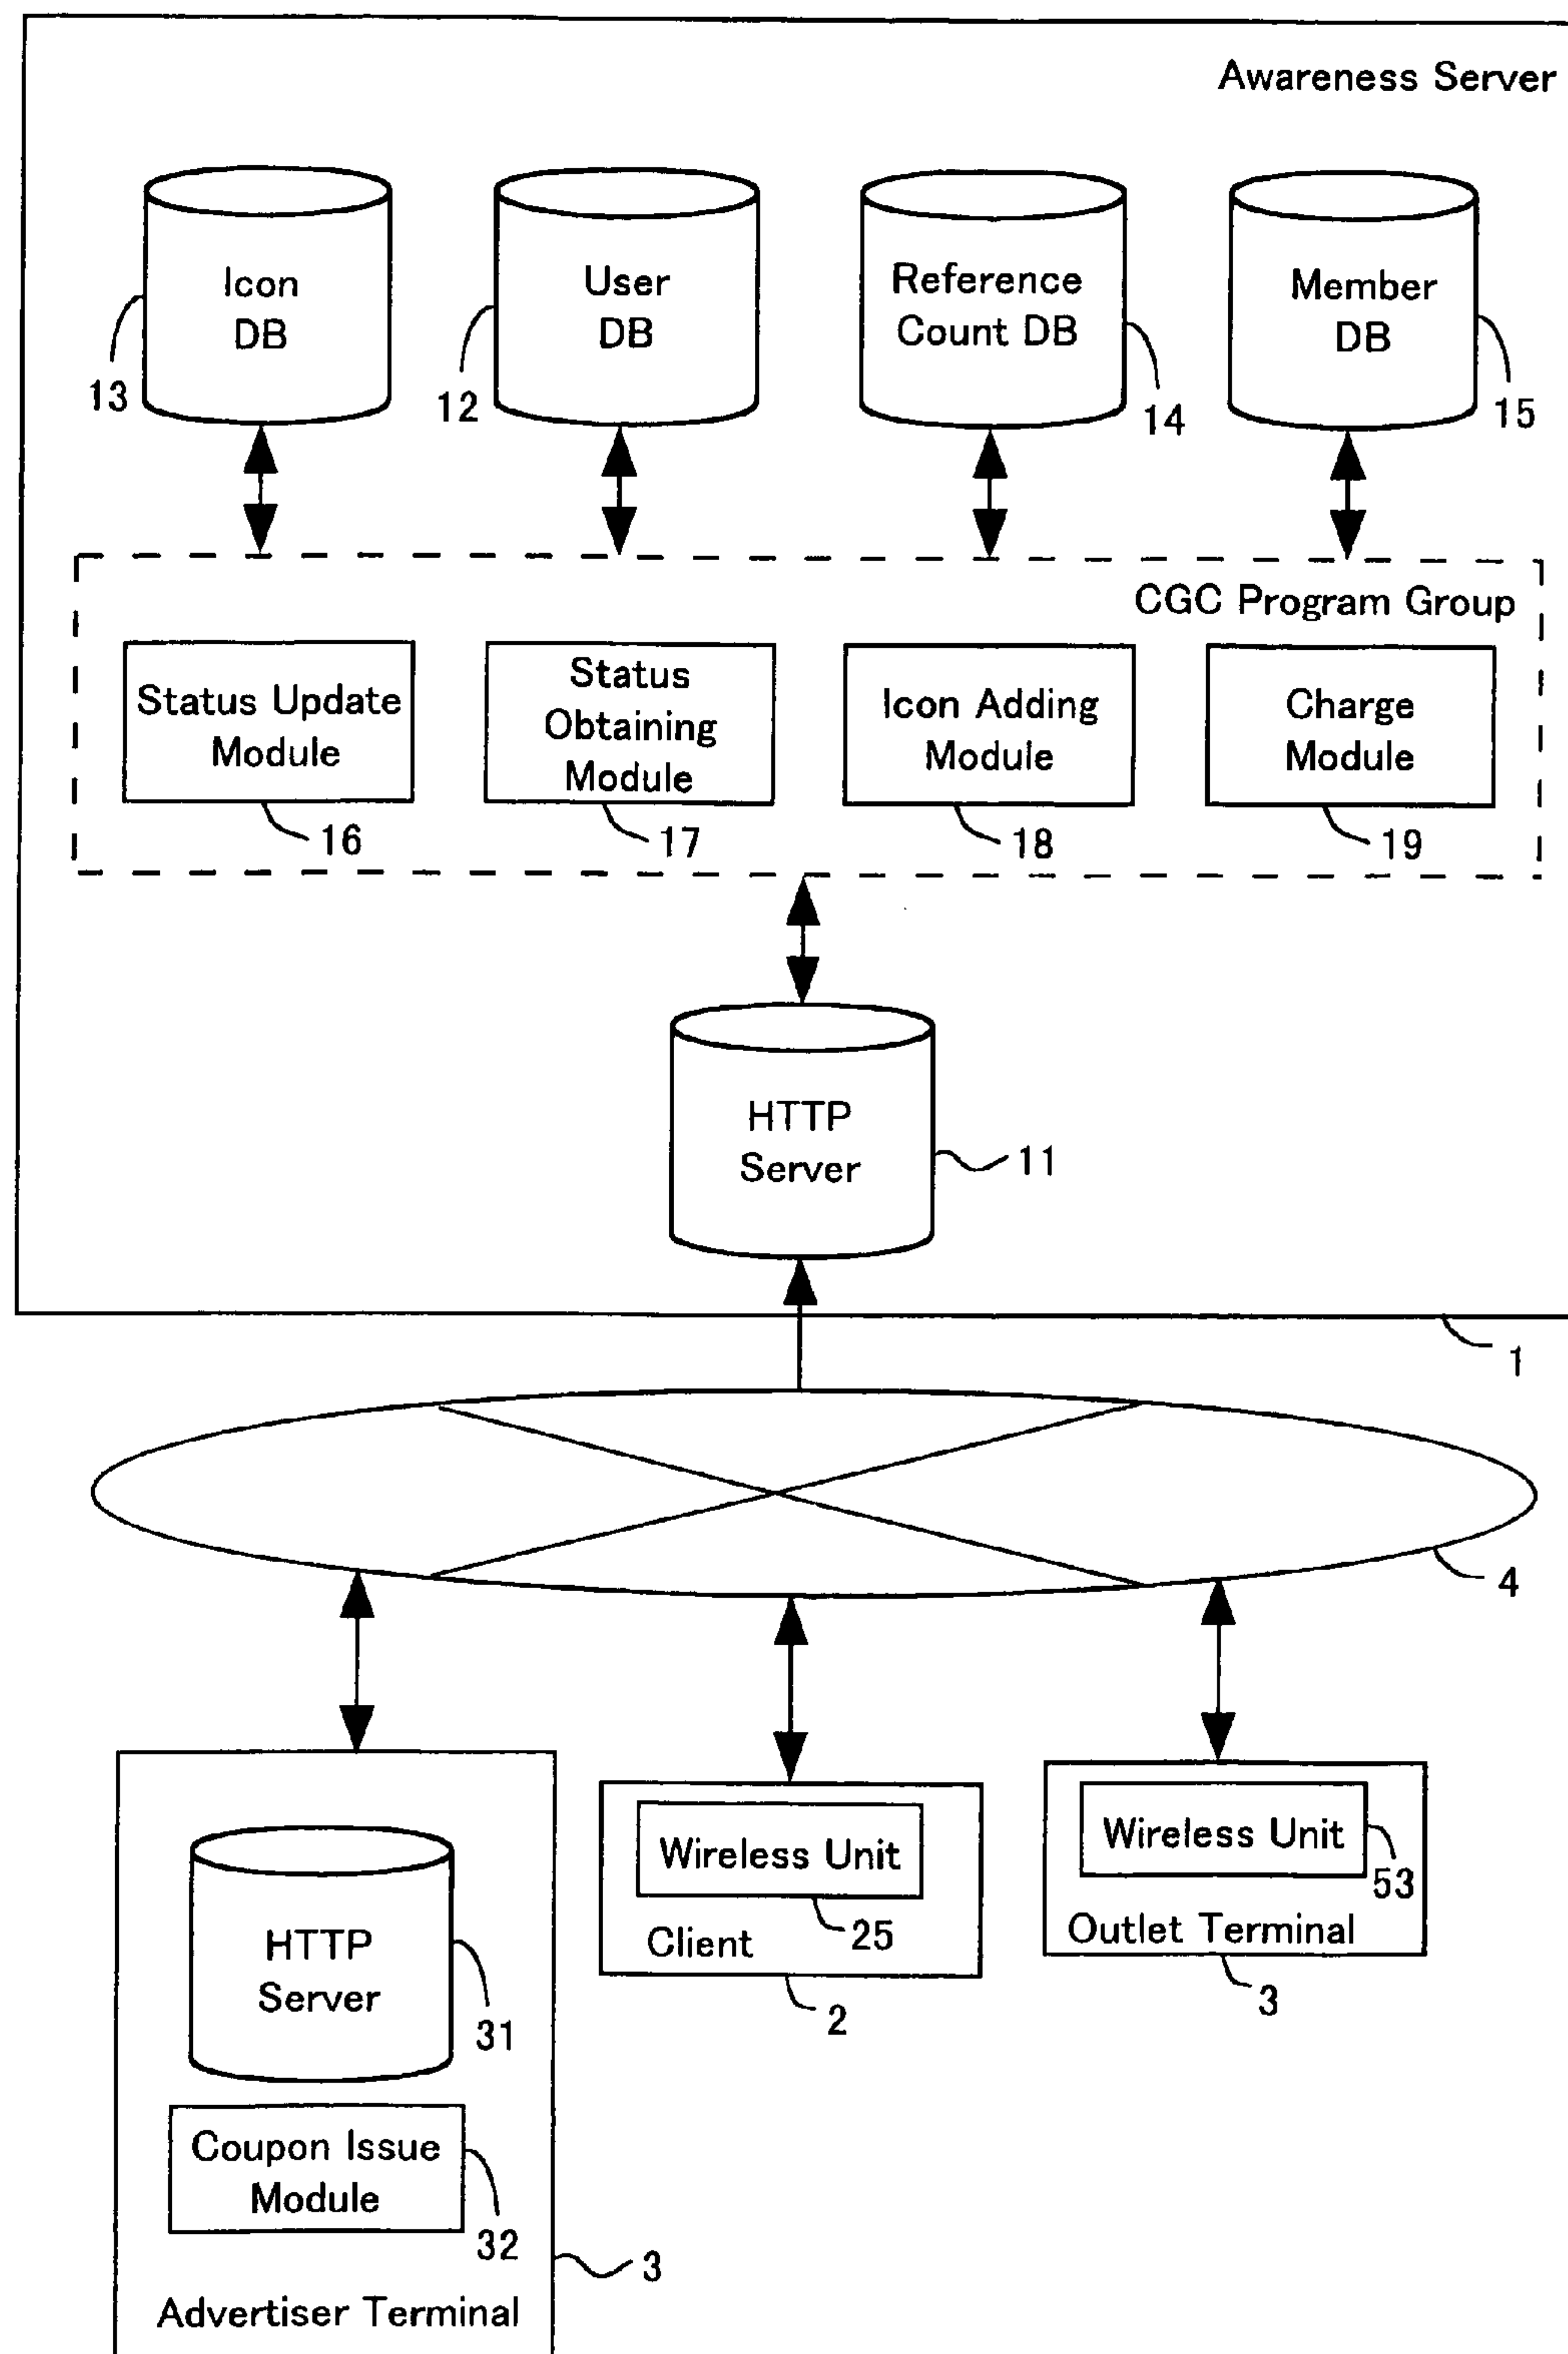 Awareness Server
Icon
DB
13
User
DB
12
Reference
Count DB
14
Member
DB
15
CGC Program Group
Status Update
Module
16
Status
Obtaining
Module
17
Icon Adding
Module
18
Charge
Module
19
HTTP
Server
11
1
4
HTTP
Server
31
Coupon Issue
Module
32
Advertiser Terminal
3
Wireless Unit
25
Client
2
Wireless Unit
53
Outlet Terminal
3